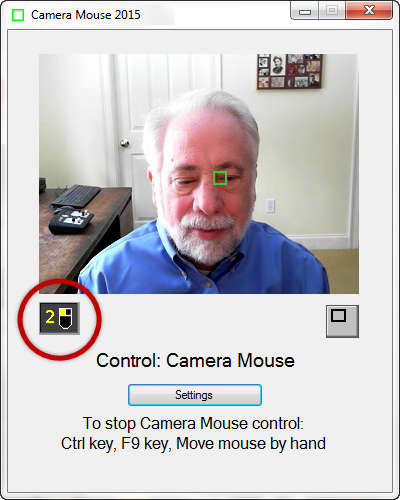 Camera Mouse 2015
2
Control: Camera Mouse
Settings
To stop Camera Mouse control:
Ctrl key, F9 key, Move mouse by hand